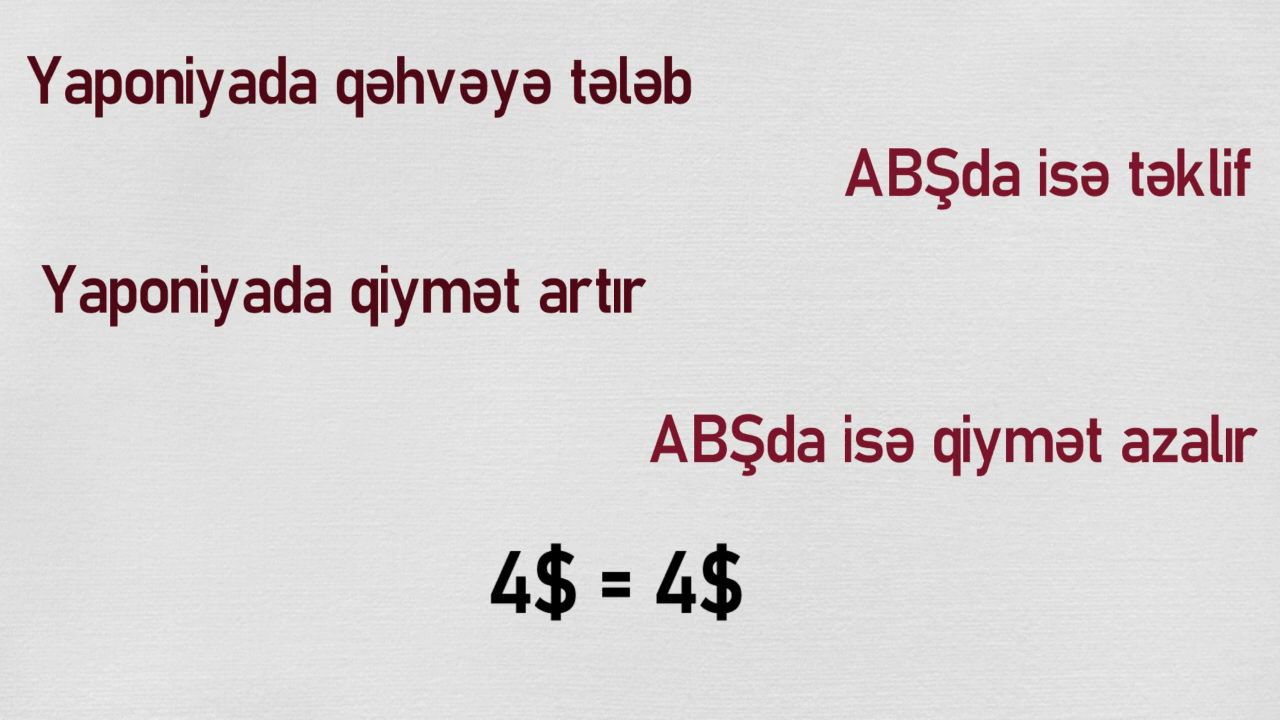 Yaponiyada qəhvəyə tələb
ABŞda isə təklif
Yaponiyada qiymət artır
ABŞda isə qiymət azalır
4$ = 4$